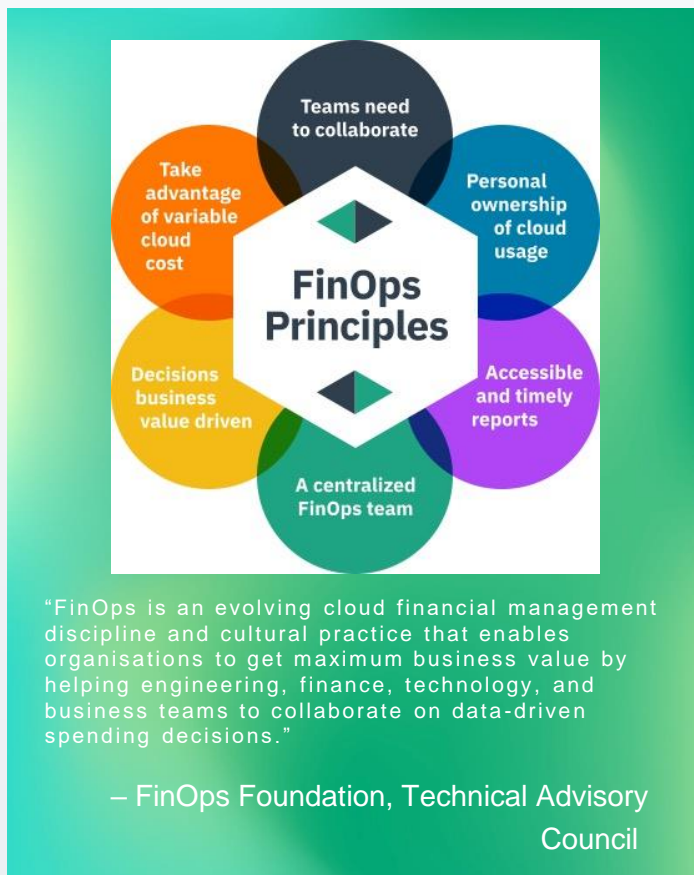 Teams need
to collaborate
Take
advantage
of variable
cloud
cost
Personal
ownership
of cloud
usage
FinOps
Principles
Decisions
business
value driven
Accessible
and timely
reports
A centralized
FinOps team
“FinOps is an evolving cloud financial management
discipline and cultural practice that enables
organisations to get maximum business value by
helping engineering, finance, technology, and
business teams to collaborate on data-driven
spending decisions.”
– FinOps Foundation, Technical Advisory
Council